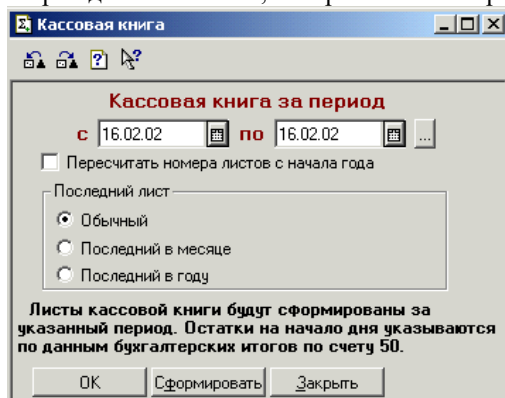 Кассовая книга
Кассовая книга за период
с 16.02.02 по 16.02.02 ...
Пересчитать номера листов с начала года
Последний лист
Обычный
Последний в месяце
Последний в году
Листы кассовой книги будут сформированы за
указанный период. Остатки на начало дня указываются
по данным бухгалтерских итогов по счету 50.
OK Сформировать Закрыть